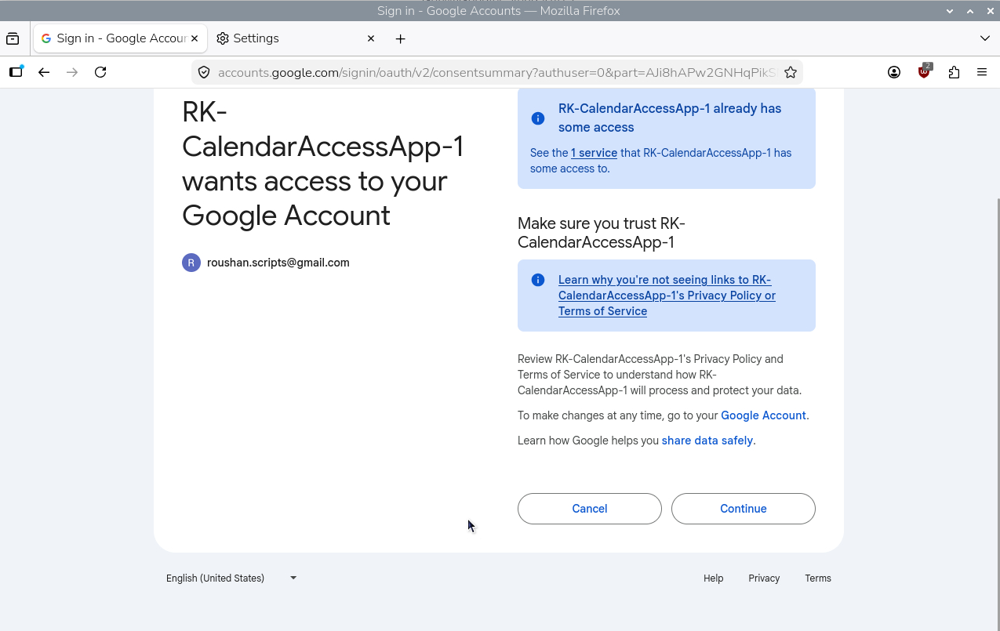 Sign in - Google Accounts — Mozilla Firefox
Sign in - Google Accour
Settings
accounts.google.com/signin/oauth/v2/consentsummary?authuser=0&part=AJi8hAPw2GNHqPikS
2
RK-
CalendarAccessApp-1
wants access to your
Google Account
R
roushan.scripts@gmail.com
RK-CalendarAccessApp-1 already has
some access
See the 1 service that RK-CalendarAccessApp-1 has
some access to.
Make sure you trust RK-
CalendarAccessApp-1
Learn why you're not seeing links to RK-
CalendarAccessApp-1's Privacy Policy or
Terms of Service
Review RK-CalendarAccessApp-1's Privacy Policy and
Terms of Service to understand how RK-
CalendarAccessApp-1 will process and protect your data.
To make changes at any time, go to your Google Account.
Learn how Google helps you share data safely.
Cancel
Continue
English (United States)
Help
Privacy
Terms